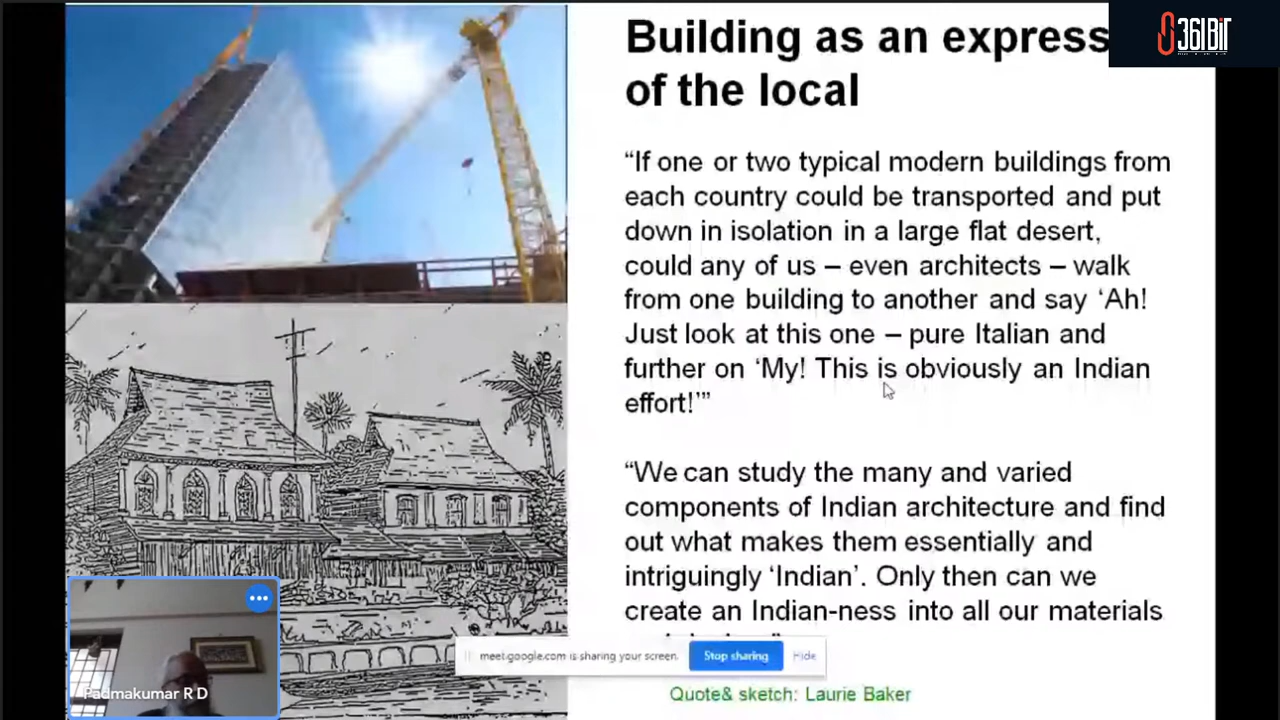 Building as an express
of the local
361BIT
“If one or two typical modern buildings from
each country could be transported and put
down in isolation in a large flat desert,
could any of us – even architects – walk
from one building to another and say ‘Ah!
Just look at this one – pure Italian and
further on ‘My! This is obviously an Indian
effort!’”
“We can study the many and varied
components of Indian architecture and find
out what makes them essentially and
intriguingly ‘Indian’. Only then can we
create an Indian-ness into all our materials
meet.google.com is sharing your screen. Stop sharing Hide
Padmakumar R D
Quote& sketch: Laurie Baker